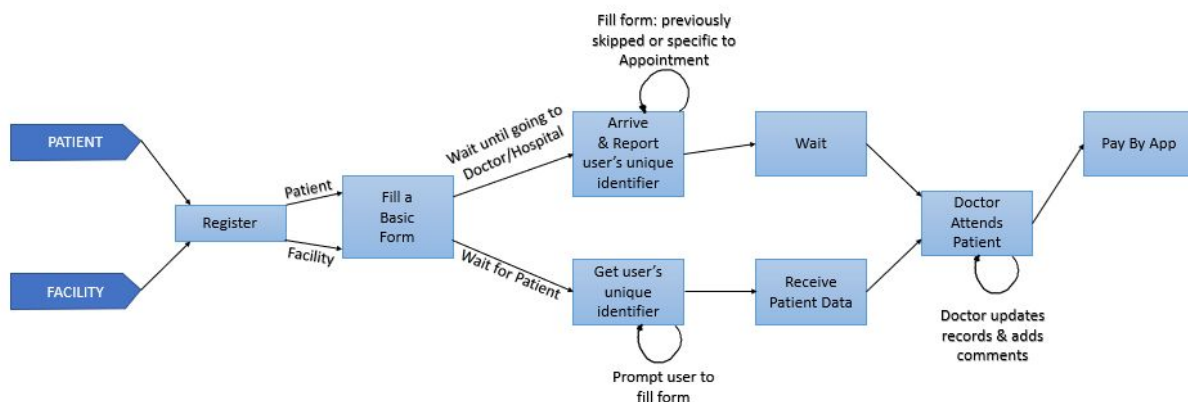 Fill form: previously
skipped or specific to
Appointment
PATIENT
Wait until going to
Doctor/Hospital
Arrive
& Report
user's unique
identifier
Wait
Pay By App
Patient
Fill a
Basic
Form
Register
Doctor
Attends
Patient
Facility
FACILITY
Wait for Patient
Get user's
unique
identifier
Receive
Patient Data
Doctor updates
records & adds
comments
Prompt user to
fill form